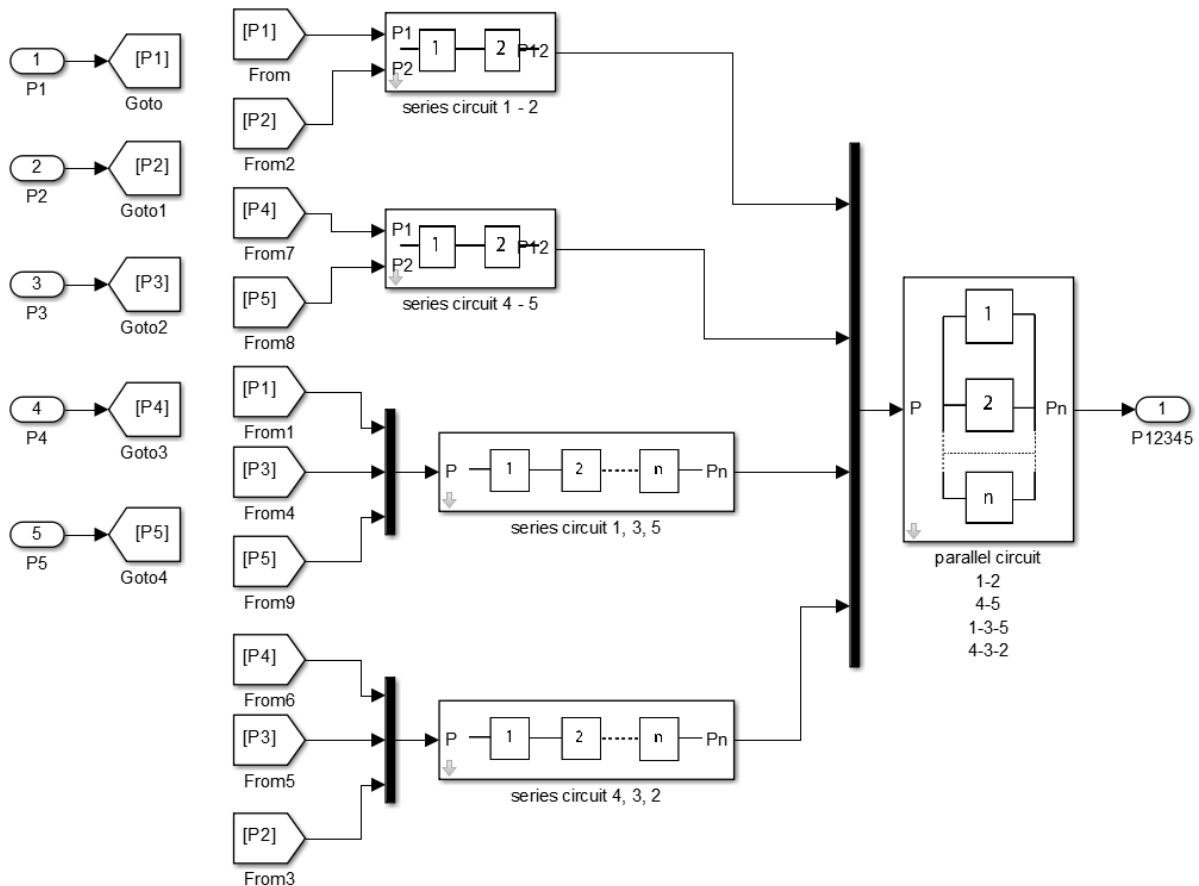 1
P1
[P1]
Goto
2
P2
[P2]
Goto1
3
P3
[P3]
Goto2
4
P4
[P4]
Goto3
5
P5
[P5]
Goto4
[P1]
From
[P2]
From2
P1
P2
1
2
P12
series circuit 1 - 2
[P4]
From7
[P5]
From8
P1
P2
1
2
P12
series circuit 4 - 5
[P1]
From1
[P3]
From4
[P5]
From9
P
1
2
n
Pn
series circuit 1, 3, 5
[P4]
From6
[P3]
From5
[P2]
From3
P
1
2
n
Pn
series circuit 4, 3, 2
P
1
2
n
Pn
parallel circuit
1-2
4-5
1-3-5
4-3-2
1
P12345